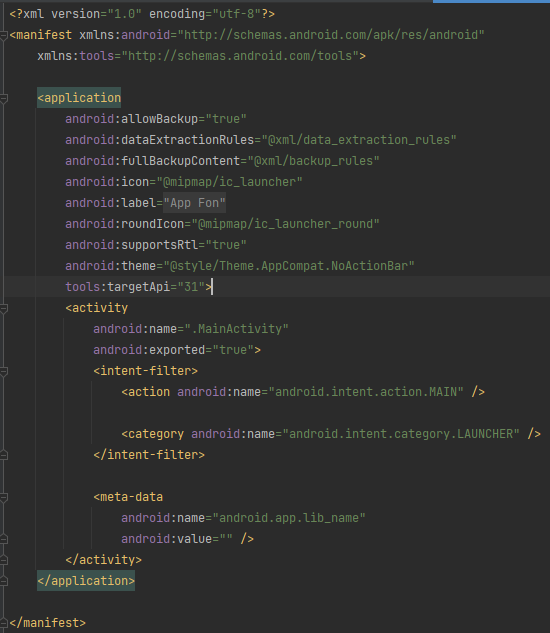 <?xml version="1.0" encoding="utf-8"?>
<manifest xmlns:android="http://schemas.android.com/apk/res/android"
    xmlns:tools="http://schemas.android.com/tools">

    <application
        android:allowBackup="true"
        android:dataExtractionRules="@xml/data_extraction_rules"
        android:fullBackupContent="@xml/backup_rules"
        android:icon="@mipmap/ic_launcher"
        android:label="App Fon"
        android:roundIcon="@mipmap/ic_launcher_round"
        android:supportsRtl="true"
        android:theme="@style/Theme.AppCompat.NoActionBar"
        tools:targetApi="31">
        <activity
            android:name=".MainActivity"
            android:exported="true">
            <intent-filter>
                <action android:name="android.intent.action.MAIN" />

                <category android:name="android.intent.category.LAUNCHER" />
            </intent-filter>

            <meta-data
                android:name="android.app.lib_name"
                android:value="" />
        </activity>
    </application>

</manifest>